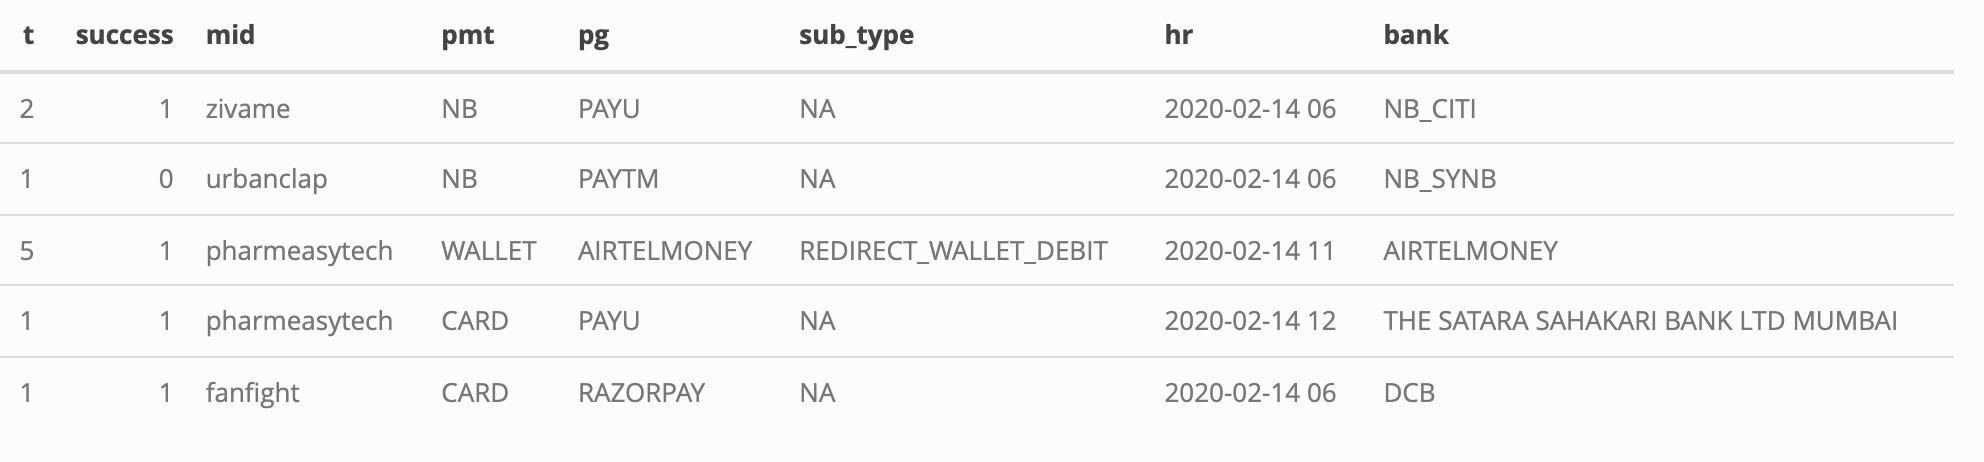 t success mid pmt pg sub_type hr bank
2 1 zivame NB PAYU NA 2020-02-14 06 NB_CITI
1 0 urbanclap NB PAYTM NA 2020-02-14 06 NB_SYNB
5 1 pharmeasytech WALLET AIRTELMONEY REDIRECT_WALLET_DEBIT 2020-02-14 11 AIRTELMONEY
1 1 pharmeasytech CARD PAYU NA 2020-02-14 12 THE SATARA SAHAKARI BANK LTD MUMBAI
1 1 fanfight CARD RAZORPAY NA 2020-02-14 06 DCB